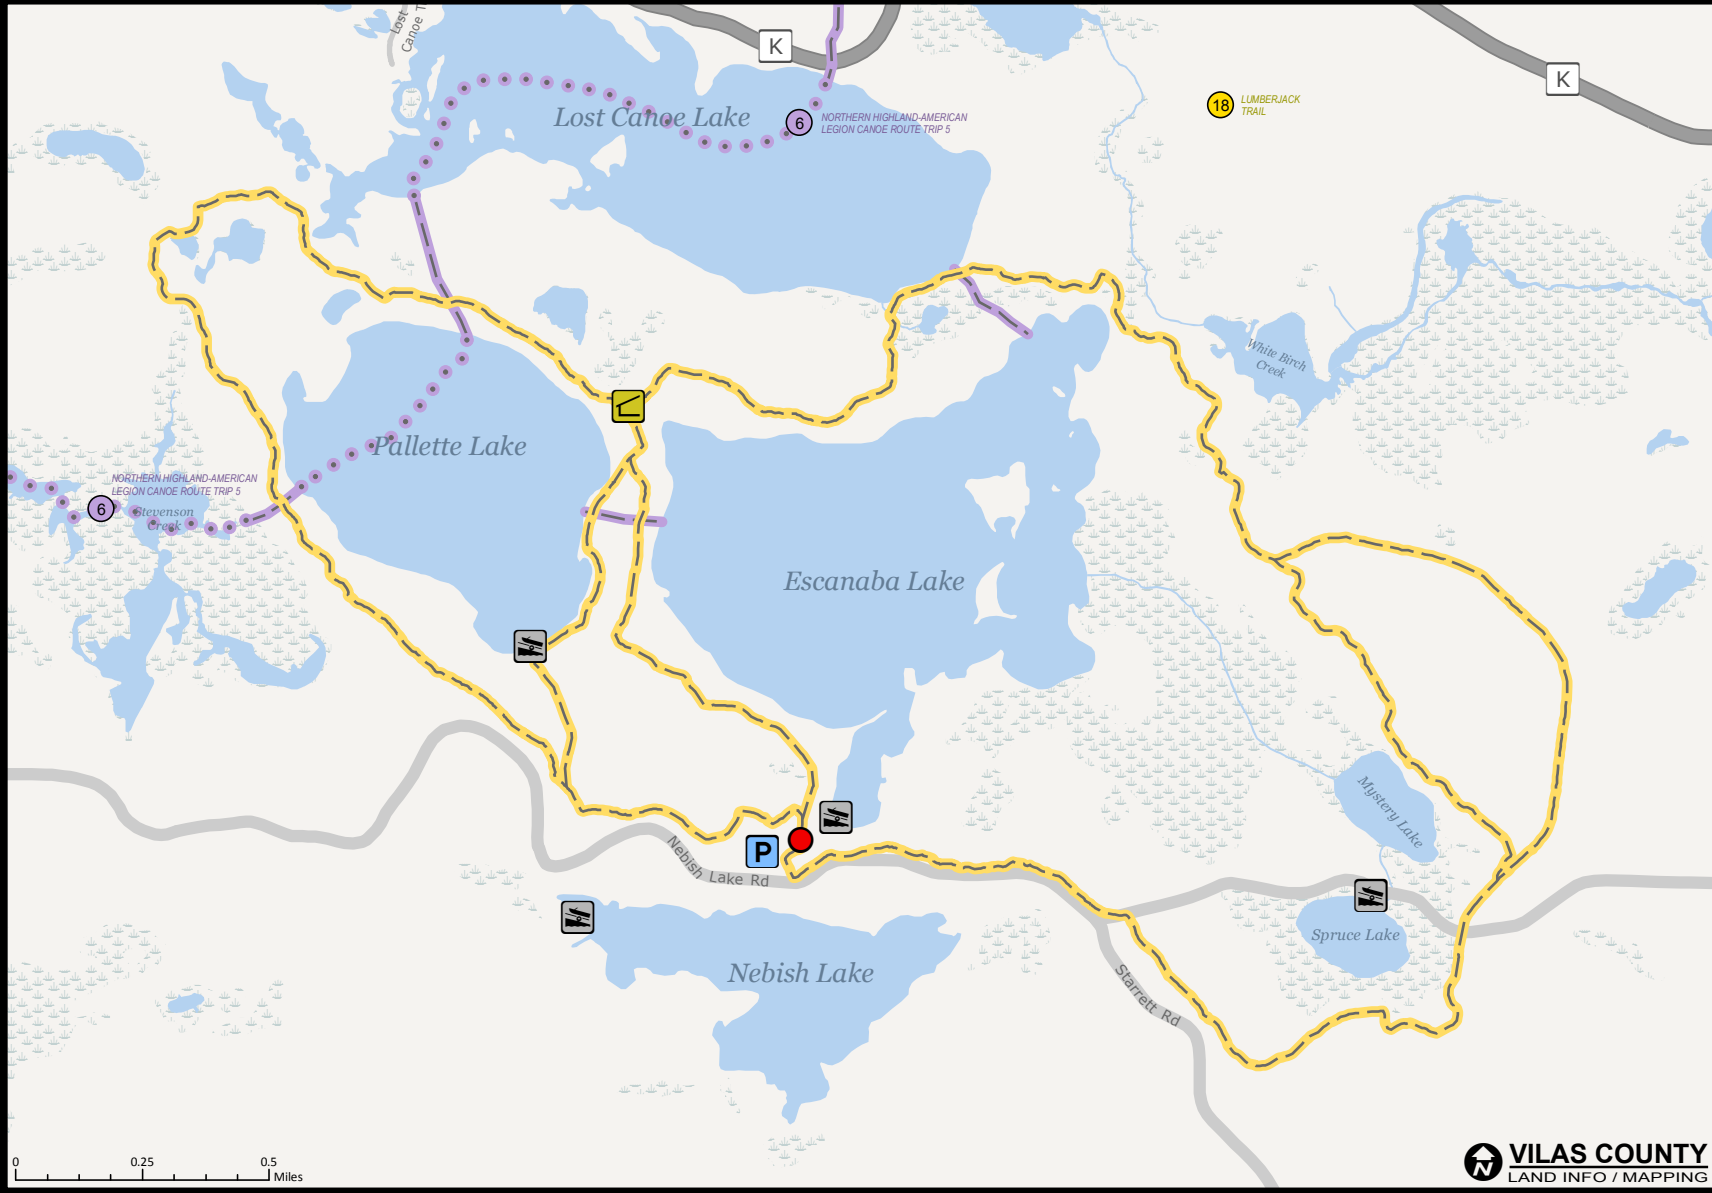 Lost
Canoe T
K
K
Lost Canoe Lake
6
NORTHERN HIGHLAND-AMERICAN
LEGION CANOE ROUTE TRIP 5
18
LUMBERJACK
TRAIL
White Birch
Creek
Pallette Lake
NORTHERN HIGHLAND-AMERICAN
LEGION CANOE ROUTE TRIP 5
6
Stevenson
Creek
Escanaba Lake
Mystery Lake
P
Nebish Lake Rd
Spruce Lake
Nebish Lake
Starrett Rd
0 0.25 0.5
Miles
N
VILAS COUNTY
LAND INFO / MAPPING